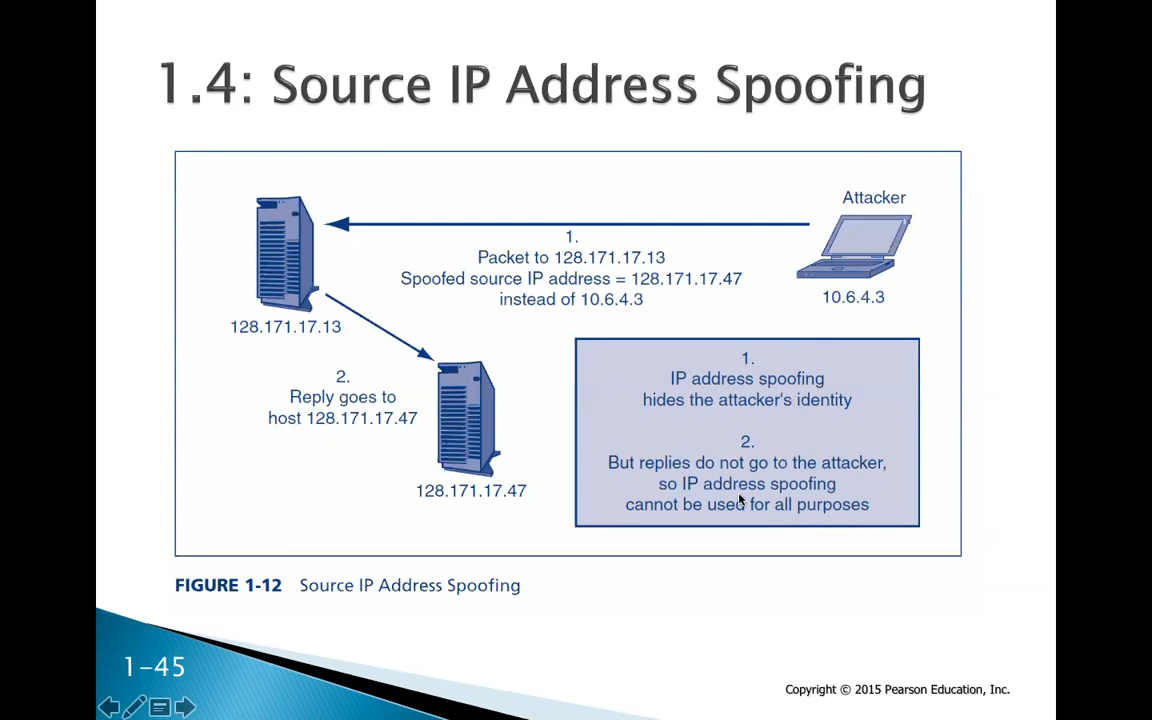 1.4: Source IP Address Spoofing
Attacker
1.
Packet to 128.171.17.13
Spoofed source IP address = 128.171.17.47
instead of 10.6.4.3
10.6.4.3
128.171.17.13
2.
Reply goes to
host 128.171.17.47
128.171.17.47
1.
IP address spoofing
hides the attacker's identity
2.
But replies do not go to the attacker,
so IP address spoofing
cannot be used for all purposes
FIGURE 1-12 Source IP Address Spoofing
1-45
Copyright © 2015 Pearson Education, Inc.